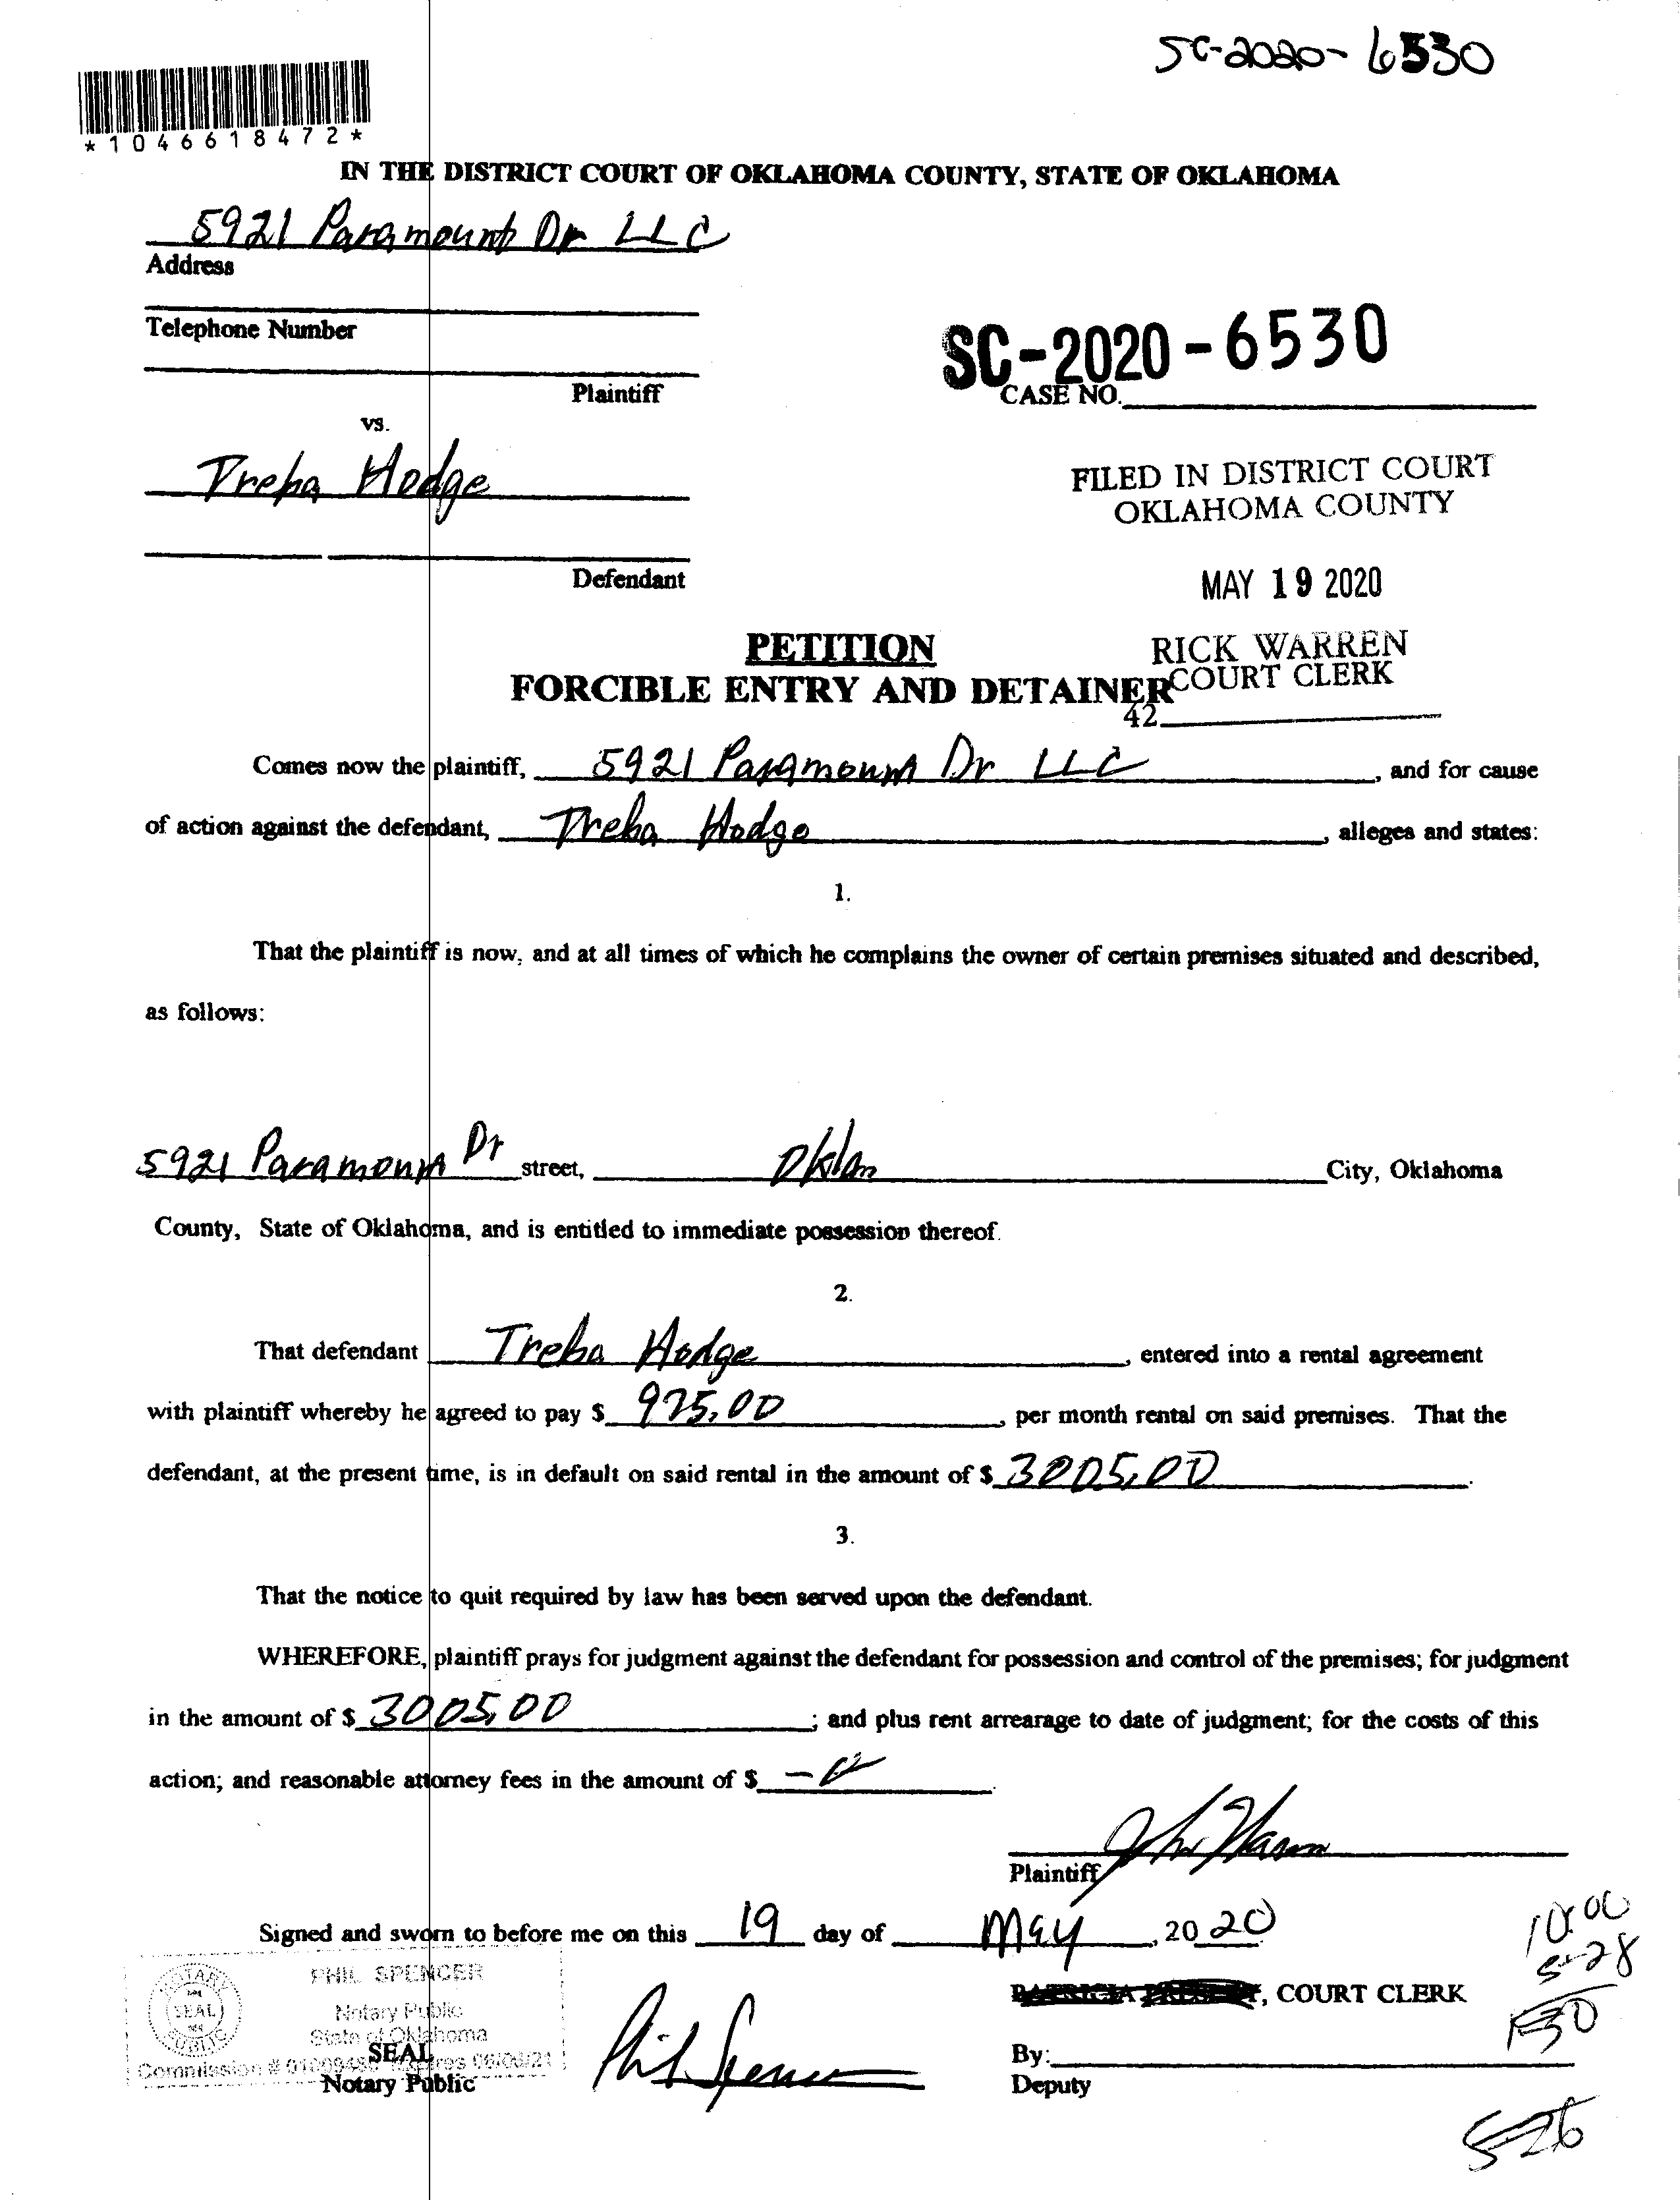 SC-2020-6530
*1046618472*
IN THE DISTRICT COURT OF OKLAHOMA COUNTY, STATE OF OKLAHOMA
5921 Paramount Dr LLC
Address
Telephone Number
Plaintiff
SC-2020-6530
CASE NO.
vs.
Treba Hodge
Defendant
FILED IN DISTRICT COURT
OKLAHOMA COUNTY
MAY 19 2020
RICK WARREN
COURT CLERK
42
PETITION
FORCIBLE ENTRY AND DETAINER
Comes now the plaintiff, 5921 Paramount Dr LLC, and for cause
of action against the defendant, Treba Hodge, alleges and states:
1.
That the plaintiff is now, and at all times of which he complains the owner of certain premises situated and described,
as follows:
5921 Paramount Dr street, City, Oklahoma
County, State of Oklahoma, and is entitled to immediate possession thereof.
2.
That defendant Treba Hodge, entered into a rental agreement
with plaintiff whereby he agreed to pay $ 975.00, per month rental on said premises. That the
defendant, at the present time, is in default on said rental in the amount of $ 3005.00.
3.
That the notice to quit required by law has been served upon the defendant.
WHEREFORE, plaintiff prays for judgment against the defendant for possession and control of the premises; for judgment
in the amount of $ 3005.00; and plus rent arrearage to date of judgment; for the costs of this
action; and reasonable attorney fees in the amount of $
Plaintiff
Signed and sworn to before me on this 19 day of May, 2020
10:00
5-28
PHIL SPENCER
Notary Public
State of Oklahoma
NOTARY
SEAL
PUBLIC
, COURT CLERK
SEAL
Notary Public
Phil Spencer
By:
Deputy
5-26